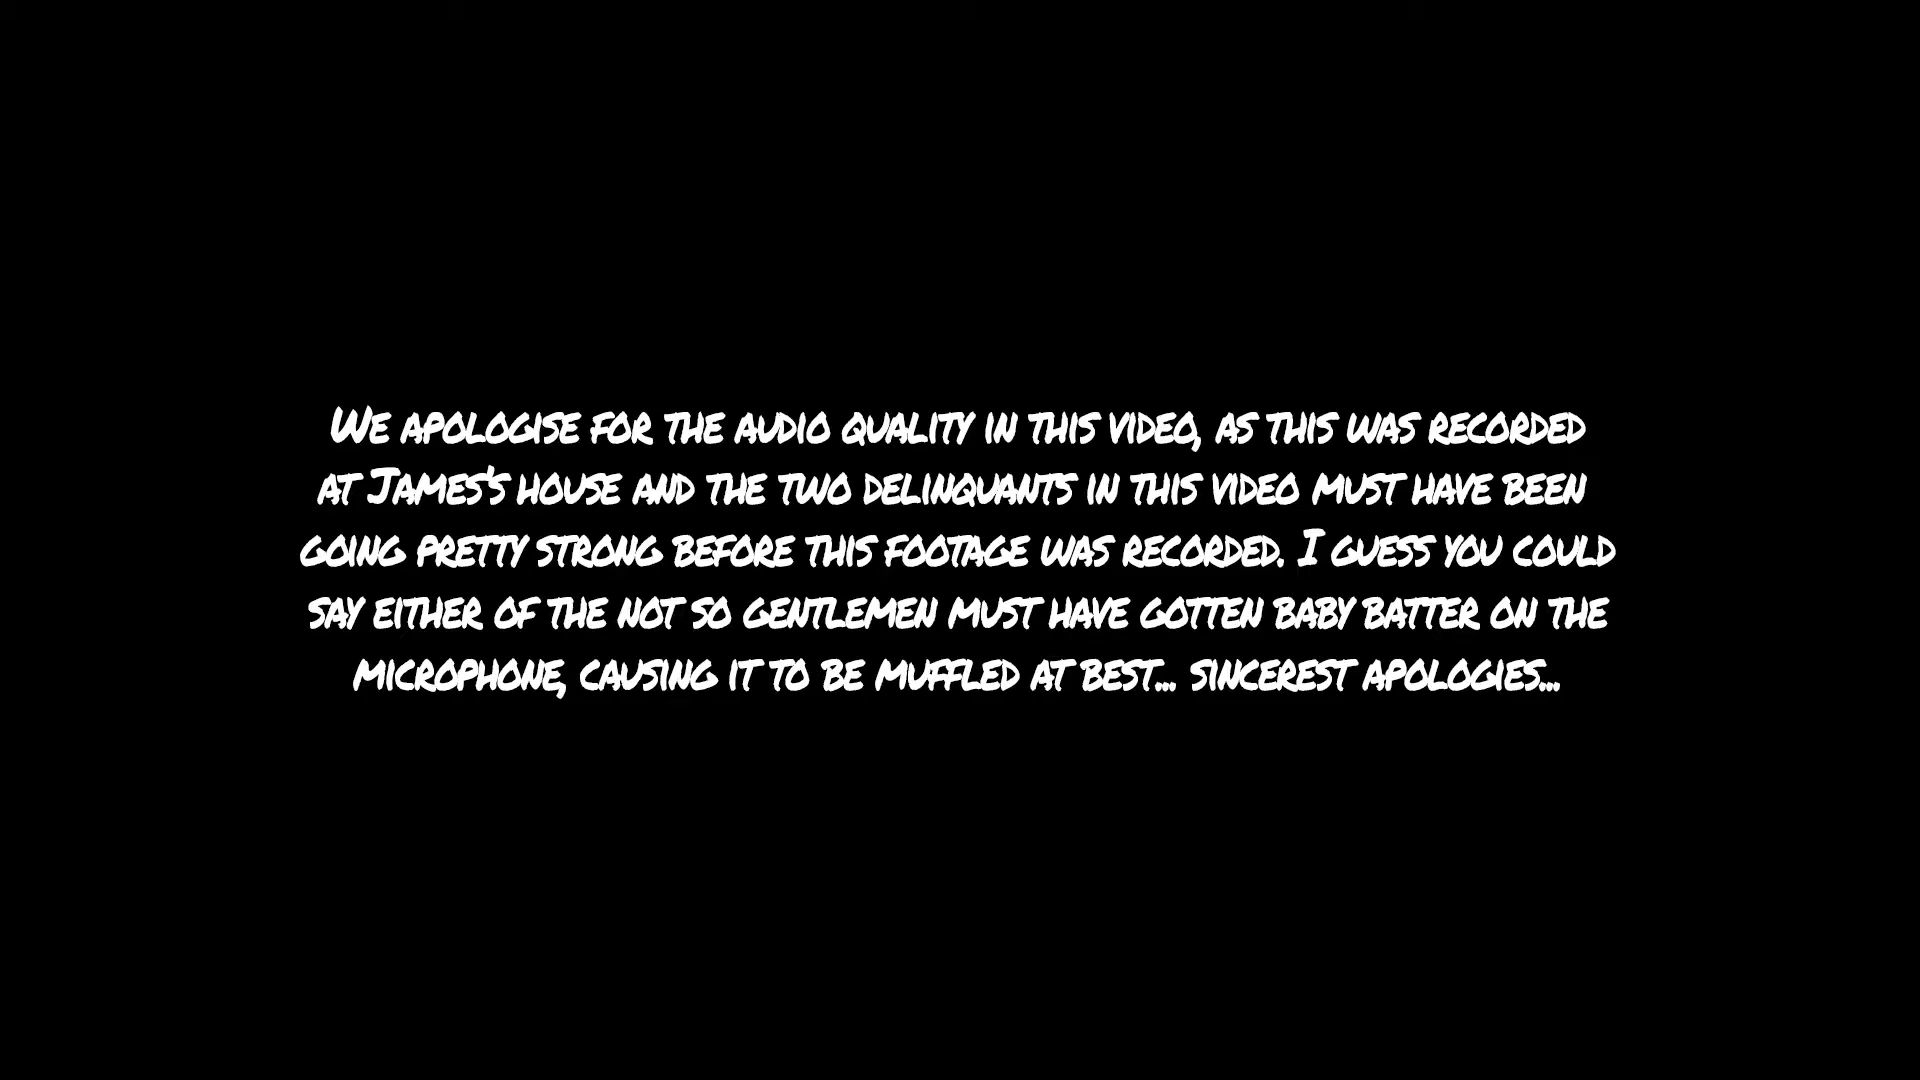 We apologise for the audio quality in this video, as this was recorded
at James's house and the two delinquants in this video must have been
going pretty strong before this footage was recorded. I guess you could
say either of the not so gentlemen must have gotten baby batter on the
microphone, causing it to be muffled at best... sincerest apologies...